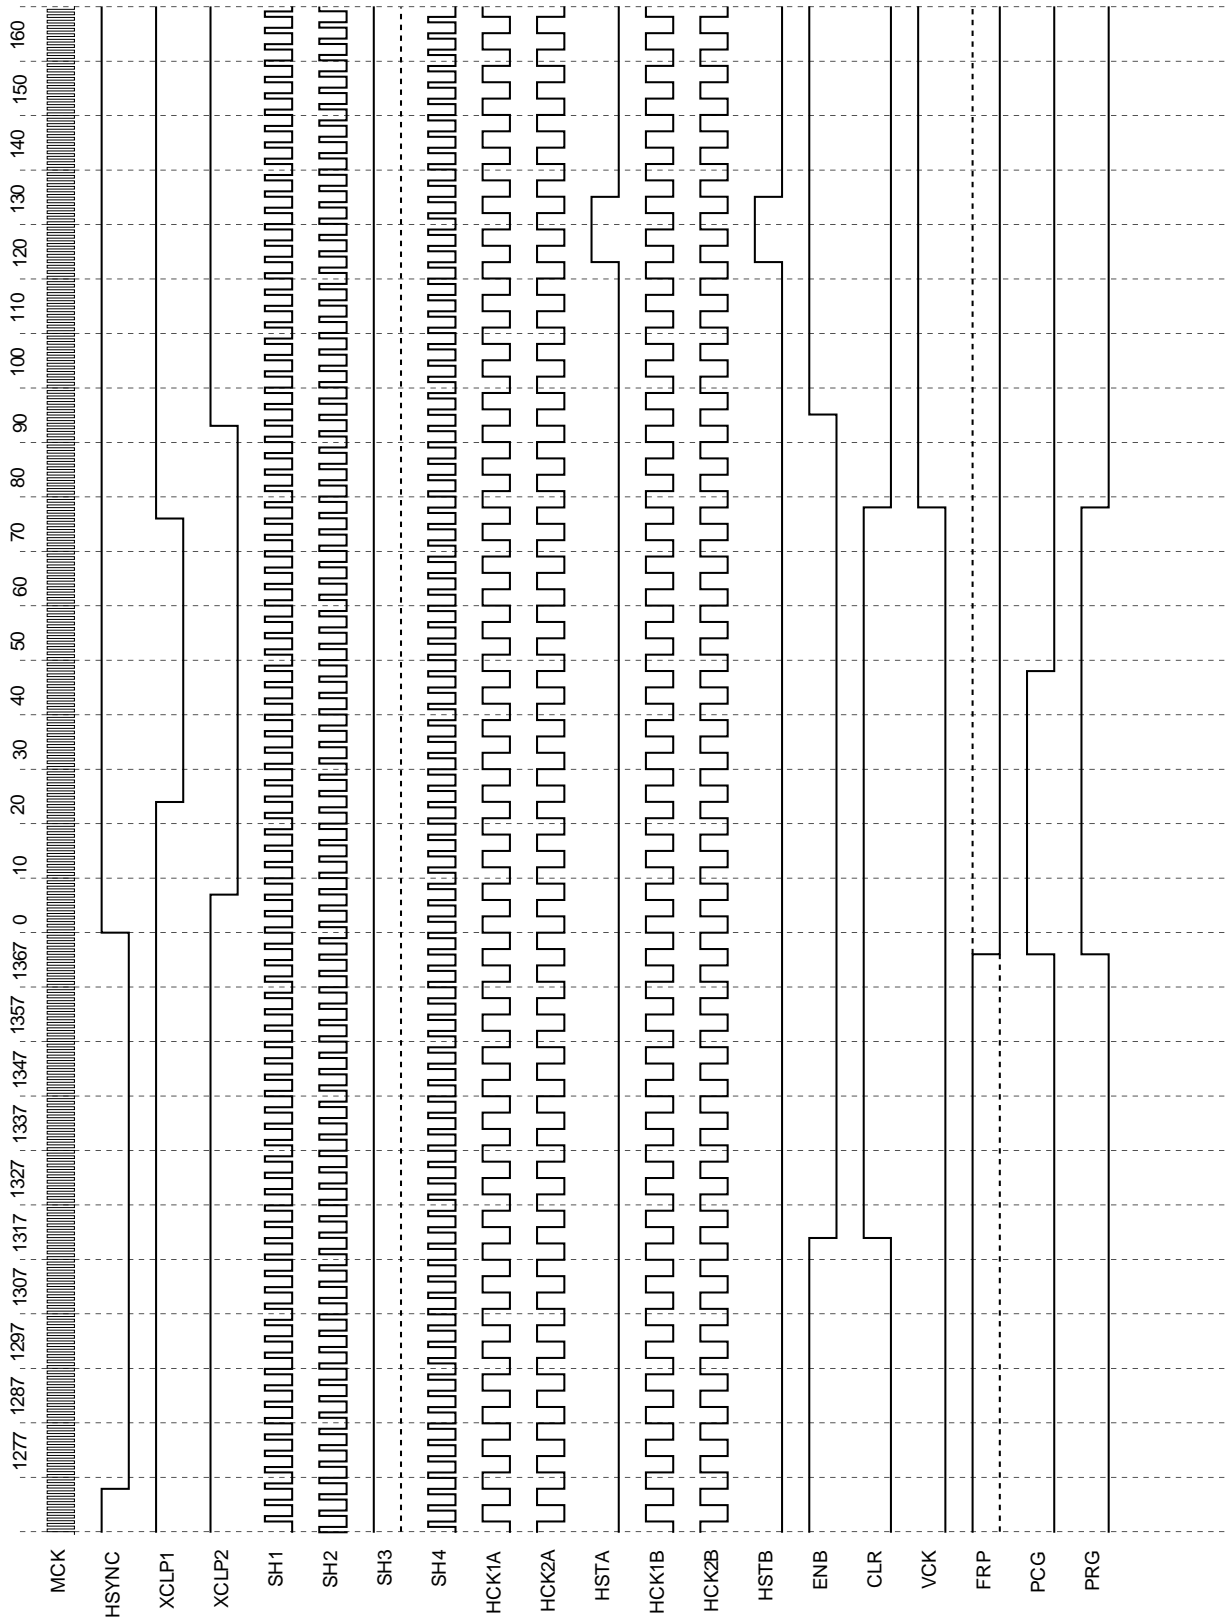 MCK
HSYNC
XCLP1
XCLP2
SH1
SH2
SH3
SH4
HCK1A
HCK2A
HSTA
HCK1B
HCK2B
HSTB
ENB
CLR
VCK
FRP
PCG
PRG
1277 1287 1297 1307 1317 1327 1337 1347 1357 1367 0 10 20 30 40 50 60 70 80 90 100 110 120 130 140 150 160